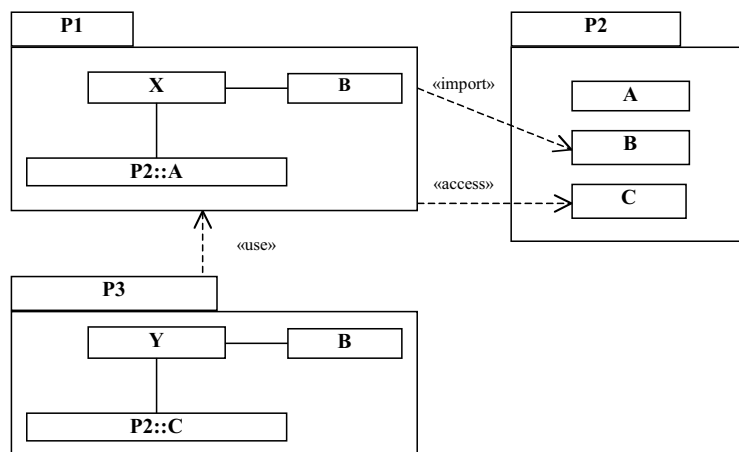 P1
P2
X
B
«import»
A
B
P2::A
«access»
C
«use»
P3
Y
B
P2::C